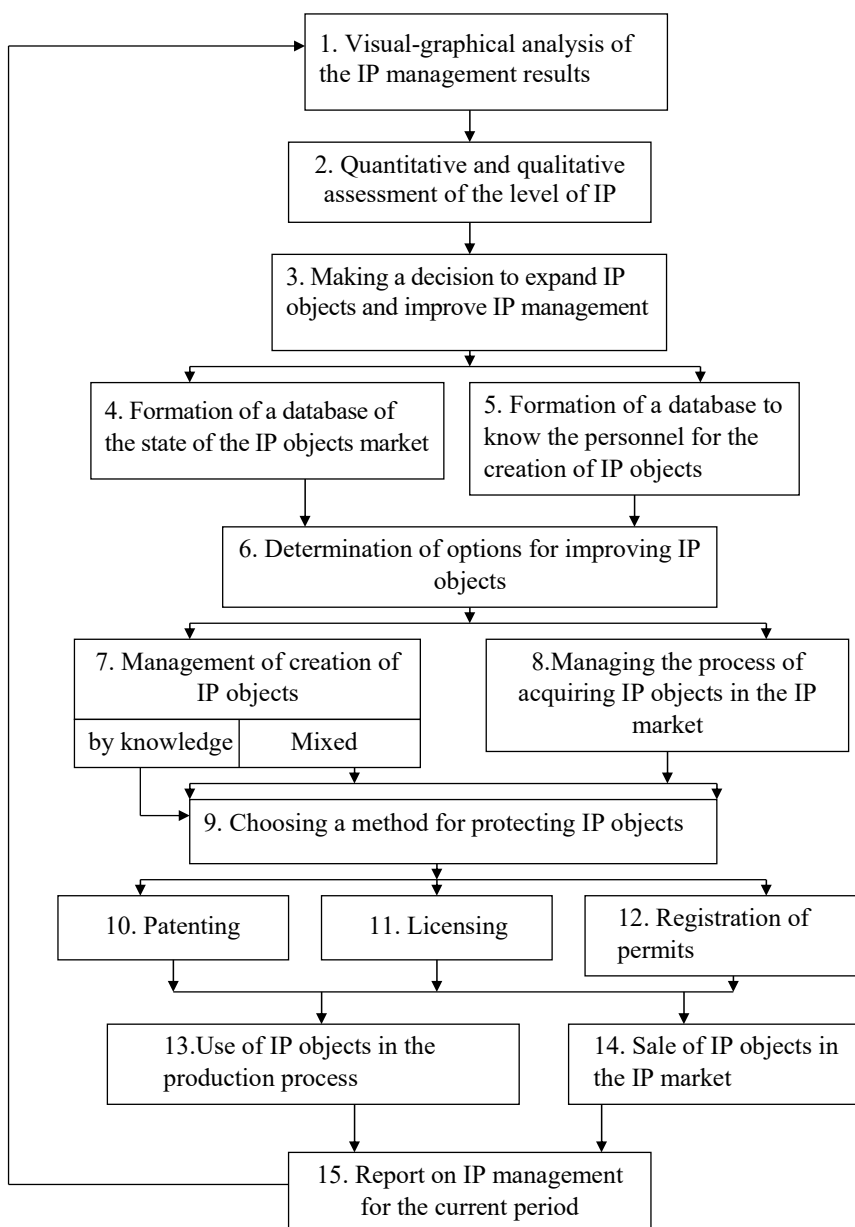 1. Visual-graphical analysis of
the IP management results
2. Quantitative and qualitative
assessment of the level of IP
3. Making a decision to expand IP
objects and improve IP management
4. Formation of a database of
the state of the IP objects market
5. Formation of a database to
know the personnel for the
creation of IP objects
6. Determination of options for improving IP
objects
7. Management of creation of
IP objects
by knowledge
Mixed
8.Managing the process of
acquiring IP objects in the IP
market
9. Choosing a method for protecting IP objects
10. Patenting
11. Licensing
12. Registration of
permits
13.Use of IP objects in the
production process
14. Sale of IP objects in
the IP market
15. Report on IP management
for the current period